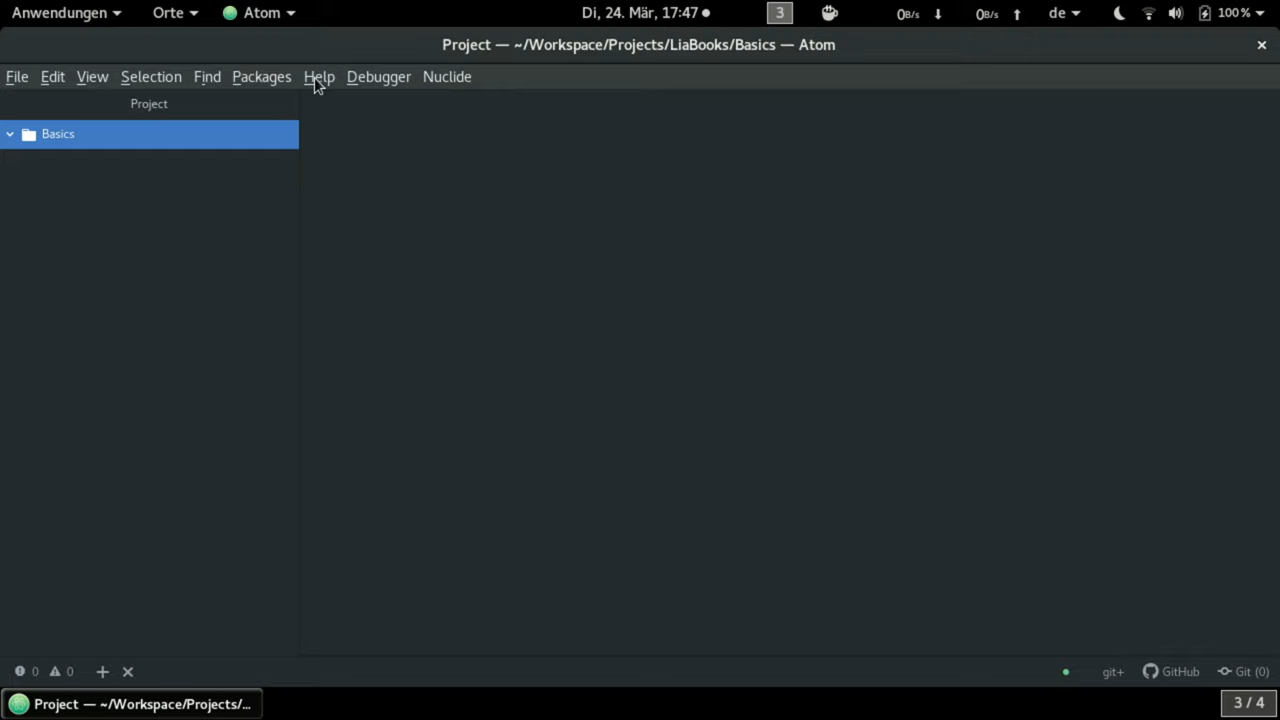 Anwendungen Orte Atom Di, 24. Mär, 17:47 3 0B/s 0B/s de 100%
Project — ~/Workspace/Projects/LiaBooks/Basics — Atom
File Edit View Selection Find Packages Help Debugger Nuclide
Project
Basics
0 0 git+ GitHub Git (0)
Project — ~/Workspace/Projects/... 3 / 4